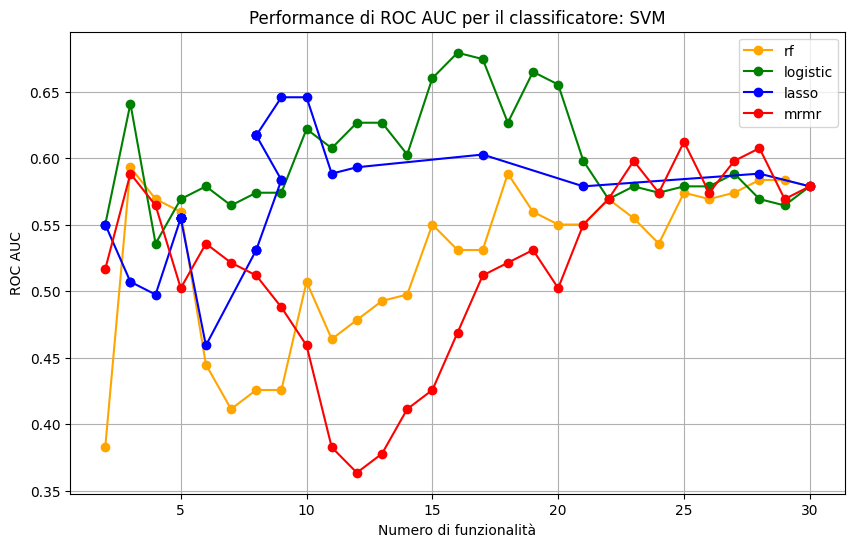 Performance di ROC AUC per il classificatore: SVM
rf
logistic
lasso
mrmr
ROC AUC
0.65
0.60
0.55
0.50
0.45
0.40
0.35
5 10 15 20 25 30
Numero di funzionalità